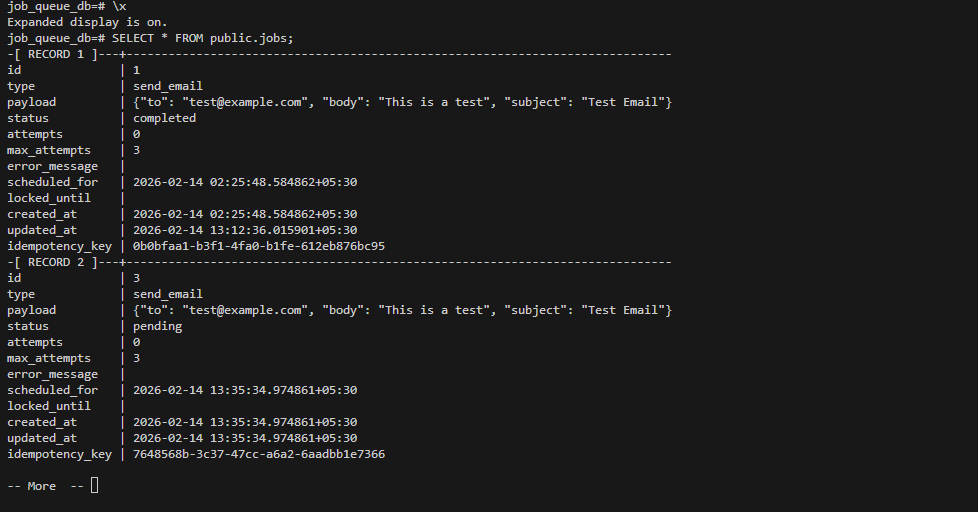 job_queue_db=# \x
Expanded display is on.
job_queue_db=# SELECT * FROM public.jobs;
-[ RECORD 1 ]---+------------------------------------------------------------------------------
id              | 1
type            | send_email
payload         | {"to": "test@example.com", "body": "This is a test", "subject": "Test Email"}
status          | completed
attempts        | 0
max_attempts    | 3
error_message   |
scheduled_for   | 2026-02-14 02:25:48.584862+05:30
locked_until    |
created_at      | 2026-02-14 02:25:48.584862+05:30
updated_at      | 2026-02-14 13:12:36.015901+05:30
idempotency_key | 0b0bfaa1-b3f1-4fa0-b1fe-612eb876bc95
-[ RECORD 2 ]---+------------------------------------------------------------------------------
id              | 3
type            | send_email
payload         | {"to": "test@example.com", "body": "This is a test", "subject": "Test Email"}
status          | pending
attempts        | 0
max_attempts    | 3
error_message   |
scheduled_for   | 2026-02-14 13:35:34.974861+05:30
locked_until    |
created_at      | 2026-02-14 13:35:34.974861+05:30
updated_at      | 2026-02-14 13:35:34.974861+05:30
idempotency_key | 7648568b-3c37-47cc-a6a2-6aadbb1e7366
-- More  --